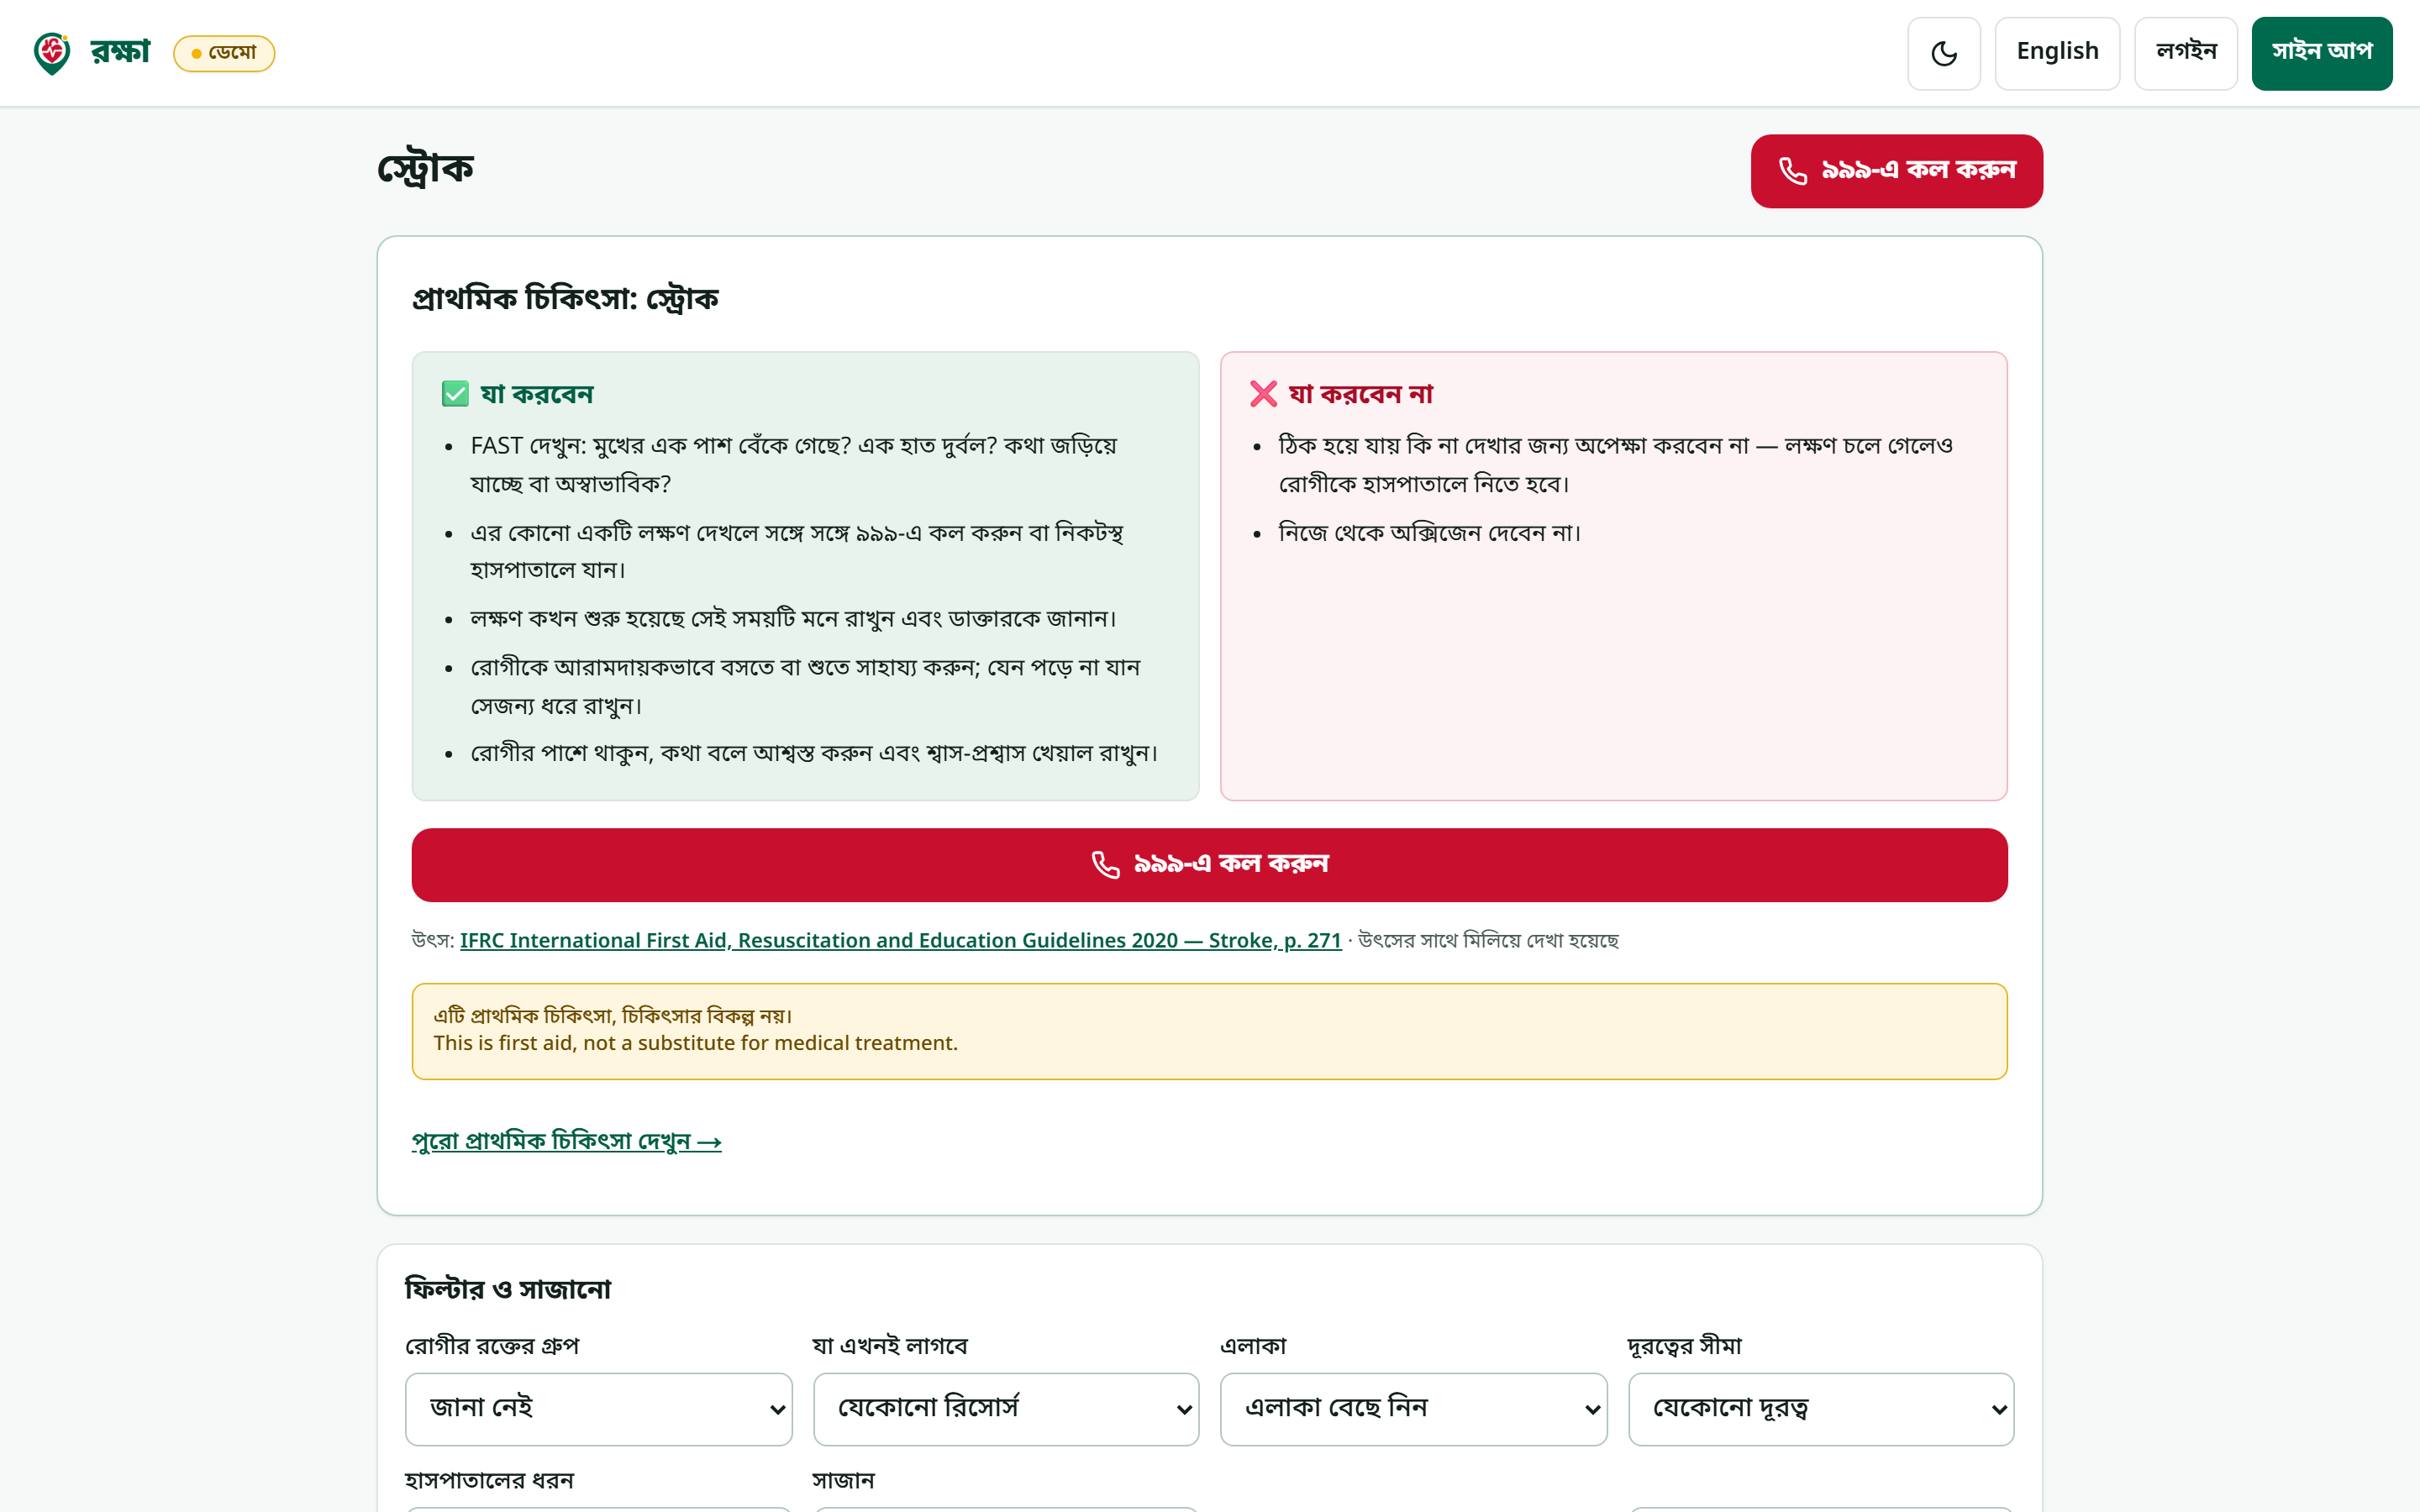 রক্ষা
ডেমো
English
লগইন
সাইন আপ
স্ট্রোক
৯৯৯-এ কল করুন
প্রাথমিক চিকিৎসা: স্ট্রোক
যা করবেন
FAST দেখুন: মুখের এক পাশ বেঁকে গেছে? এক হাত দুর্বল? কথা জড়িয়ে
যাচ্ছে বা অস্বাভাবিক?
এর কোনো একটি লক্ষণ দেখলে সঙ্গে সঙ্গে ৯৯৯-এ কল করুন বা নিকটস্থ
হাসপাতালে যান।
লক্ষণ কখন শুরু হয়েছে সেই সময়টি মনে রাখুন এবং ডাক্তারকে জানান।
রোগীকে আরামদায়কভাবে বসতে বা শুতে সাহায্য করুন; যেন পড়ে না যান
সেজন্য ধরে রাখুন।
রোগীর পাশে থাকুন, কথা বলে আশ্বস্ত করুন এবং শ্বাস-প্রশ্বাস খেয়াল রাখুন।
যা করবেন না
ঠিক হয়ে যায় কি না দেখার জন্য অপেক্ষা করবেন না — লক্ষণ চলে গেলেও
রোগীকে হাসপাতালে নিতে হবে।
নিজে থেকে অক্সিজেন দেবেন না।
৯৯৯-এ কল করুন
উৎস: IFRC International First Aid, Resuscitation and Education Guidelines 2020 — Stroke, p. 271 · উৎসের সাথে মিলিয়ে দেখা হয়েছে
এটি প্রাথমিক চিকিৎসা, চিকিৎসার বিকল্প নয়।
This is first aid, not a substitute for medical treatment.
পুরো প্রাথমিক চিকিৎসা দেখুন →
ফিল্টার ও সাজানো
রোগীর রক্তের গ্রুপ
যা এখনই লাগবে
এলাকা
দূরত্বের সীমা
জানা নেই
যেকোনো রিসোর্স
এলাকা বেছে নিন
যেকোনো দূরত্ব
হাসপাতালের ধরন
সাজান